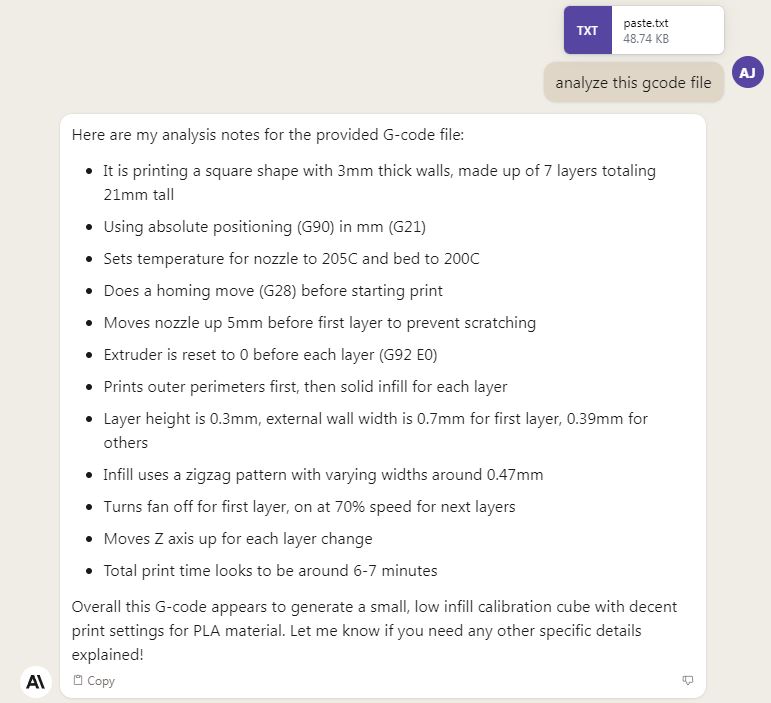 TXT
paste.txt
48.74 KB
analyze this gcode file
AJ
Here are my analysis notes for the provided G-code file:
• It is printing a square shape with 3mm thick walls, made up of 7 layers totaling
21mm tall
• Using absolute positioning (G90) in mm (G21)
• Sets temperature for nozzle to 205C and bed to 200C
• Does a homing move (G28) before starting print
• Moves nozzle up 5mm before first layer to prevent scratching
• Extruder is reset to 0 before each layer (G92 E0)
• Prints outer perimeters first, then solid infill for each layer
• Layer height is 0.3mm, external wall width is 0.7mm for first layer, 0.39mm for
others
• Infill uses a zigzag pattern with varying widths around 0.47mm
• Turns fan off for first layer, on at 70% speed for next layers
• Moves Z axis up for each layer change
• Total print time looks to be around 6-7 minutes
Overall this G-code appears to generate a small, low infill calibration cube with decent
print settings for PLA material. Let me know if you need any other specific details
explained!
A\
Copy